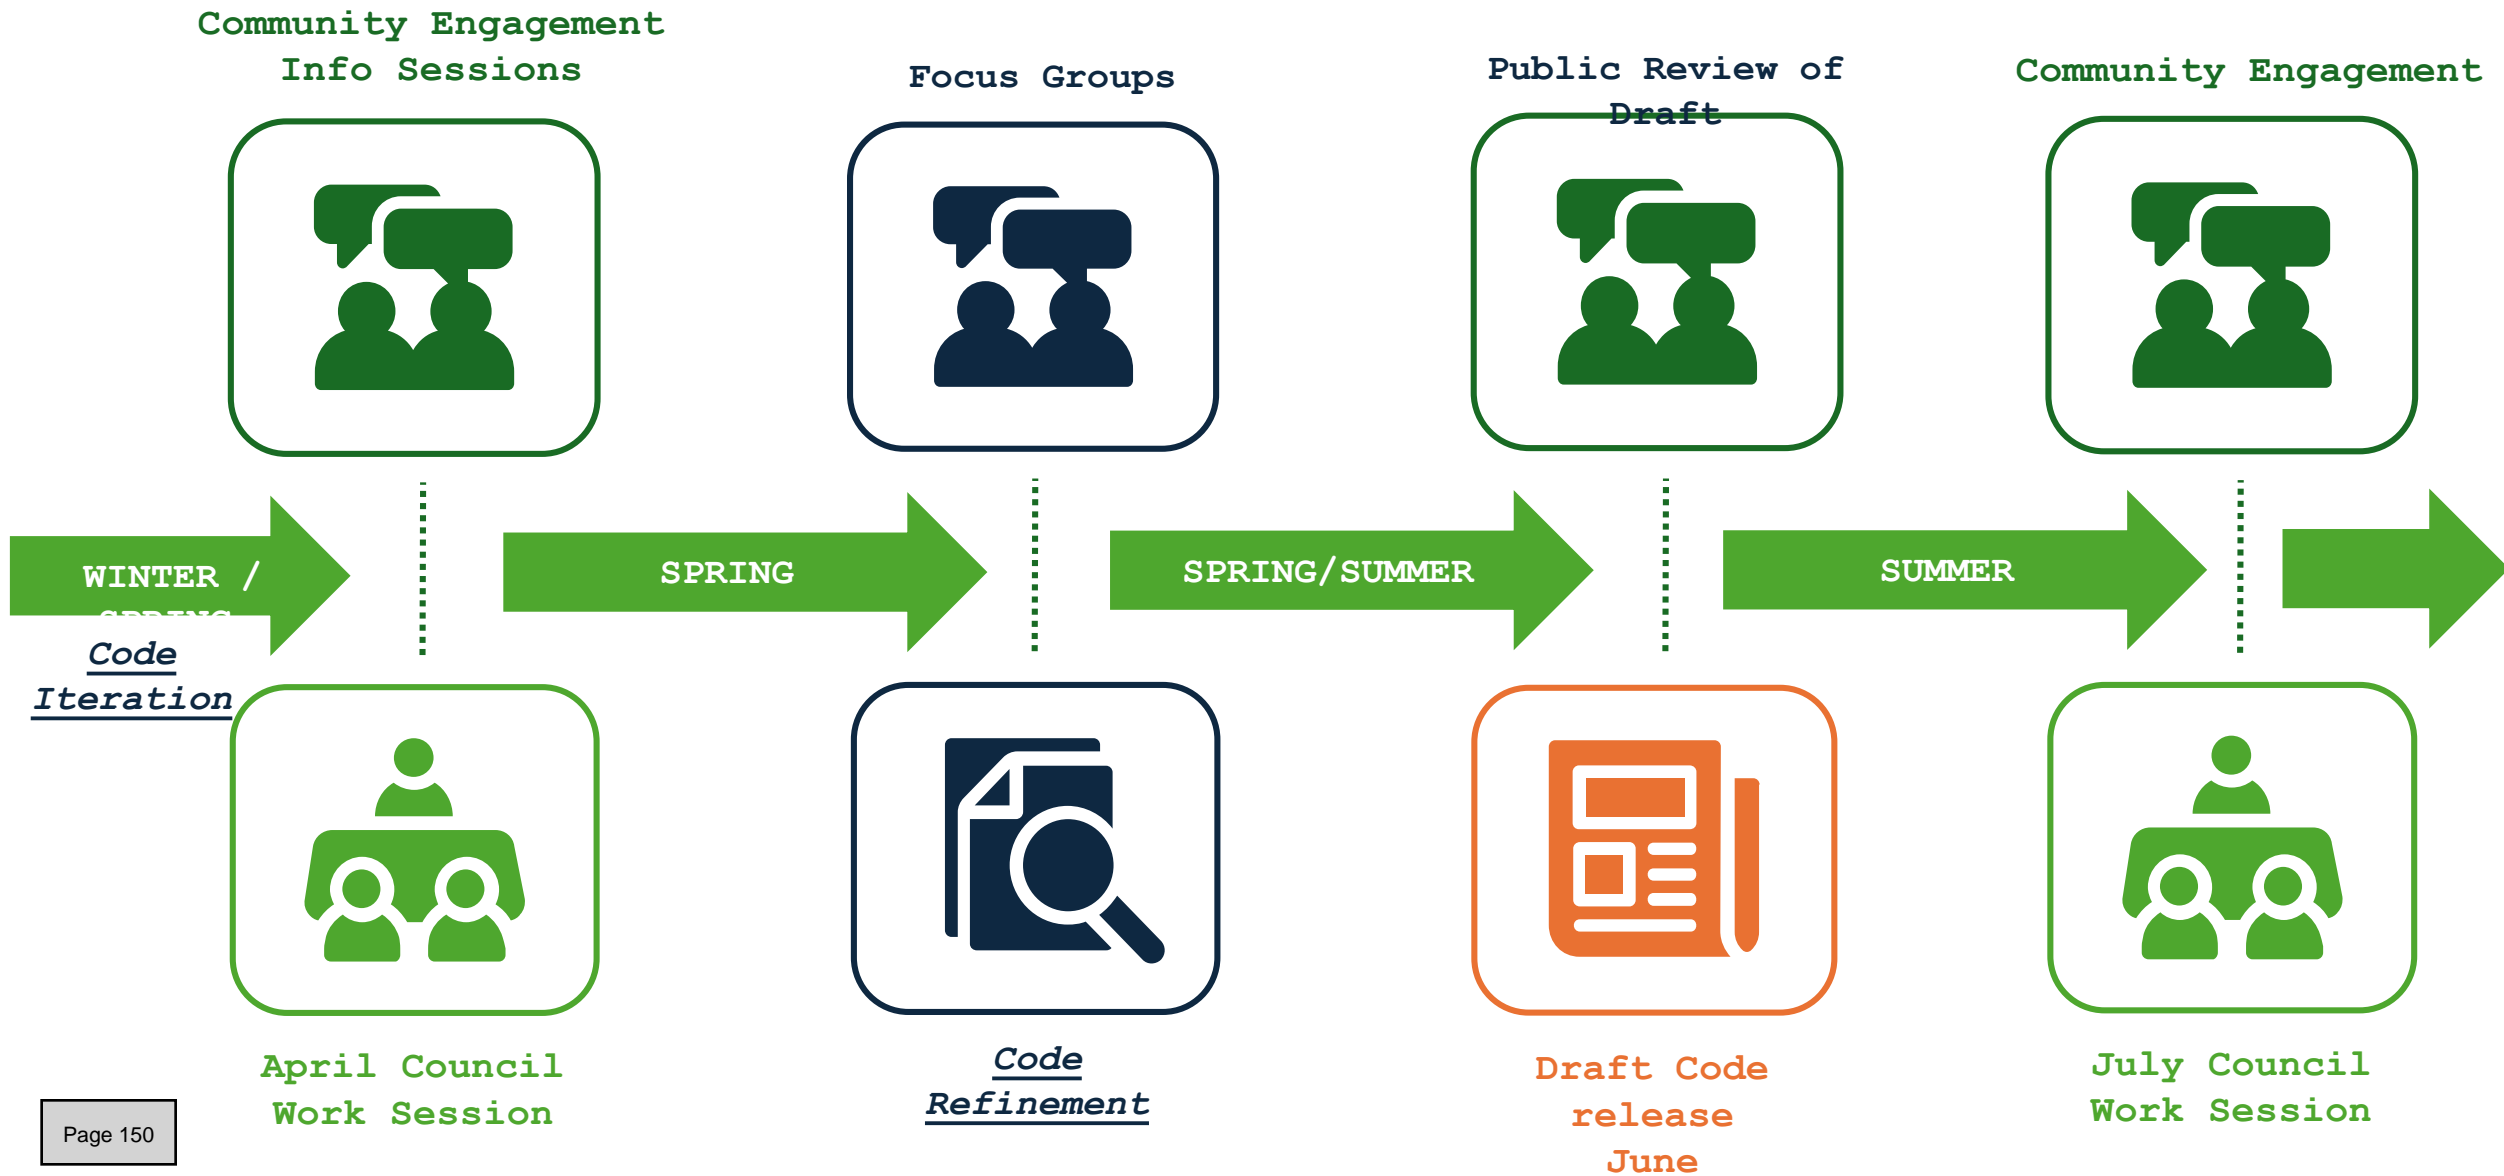 Community Engagement
Info Sessions
Focus Groups
Public Review of
Draft
Community Engagement
WINTER /
SPRING
SPRING
SPRING/SUMMER
SUMMER
Code
Iteration
April Council
Work Session
Code
Refinement
Draft Code
release
June
July Council
Work Session
Page 150